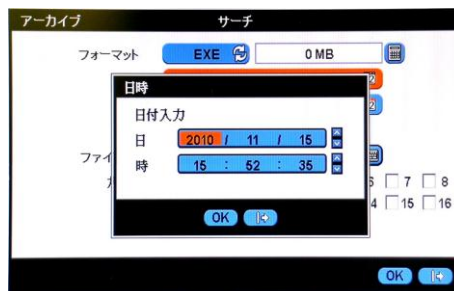 アーカイブ サーチ
フォーマット EXE 0 MB
日時
日付入力
日 2010 / 11 / 15
時 15 : 52 : 35
ファイ
7 8
4 15 16
OK
OK